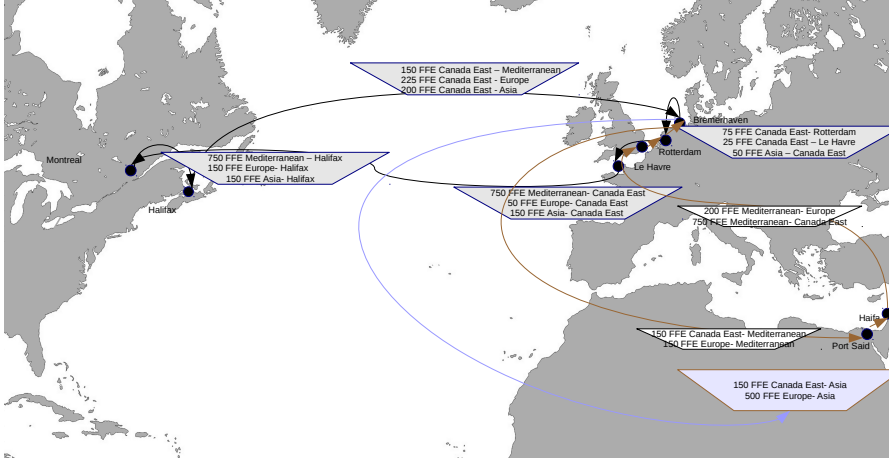 150 FFE Canada East – Mediterranean
225 FFE Canada East - Europe
200 FFE Canada East - Asia
Bremerhaven
75 FFE Canada East- Rotterdam
25 FFE Canada East – Le Havre
50 FFE Asia – Canada East
Rotterdam
Le Havre
Montreal
750 FFE Mediterranean – Halifax
150 FFE Europe- Halifax
150 FFE Asia- Halifax
Halifax
750 FFE Mediterranean- Canada East
50 FFE Europe- Canada East
150 FFE Asia- Canada East
200 FFE Mediterranean- Europe
750 FFE Mediterranean- Canada East
Haifa
150 FFE Canada East- Mediterranean
150 FFE Europe- Mediterranean
Port Said
150 FFE Canada East- Asia
500 FFE Europe- Asia